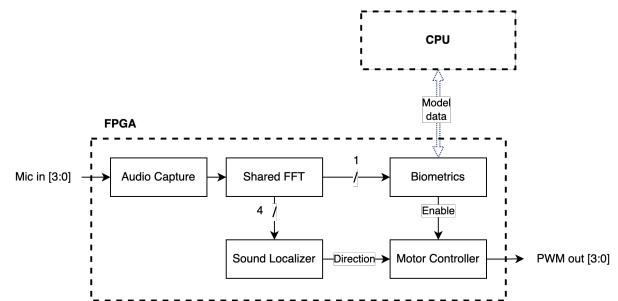 CPU
Model
data
FPGA
Mic in [3:0]
Audio Capture
Shared FFT
1
Biometrics
4
Enable
Sound Localizer
Direction
Motor Controller
PWM out [3:0]